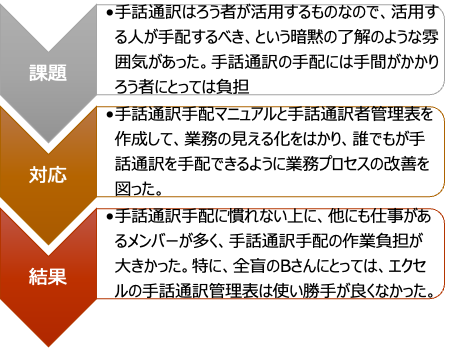 課題
•手話通訳はろう者が活用するものなので、活用す
る人が手配するべき、という暗黙の了解のような雰
囲気があった。手話通訳の手配には手間がかかり
ろう者にとっては負担
対応
•手話通訳手配マニュアルと手話通訳者管理表を
作成して、業務の見える化をはかり、誰でもが手
話通訳を手配できるように業務プロセスの改善を
図った。
結果
•手話通訳手配に慣れない上に、他にも仕事があ
るメンバーが多く、手話通訳手配の作業負担が
大きかった。特に、全盲のBさんにとっては、エクセ
ルの手話通訳管理表は使い勝手が良くなかった。